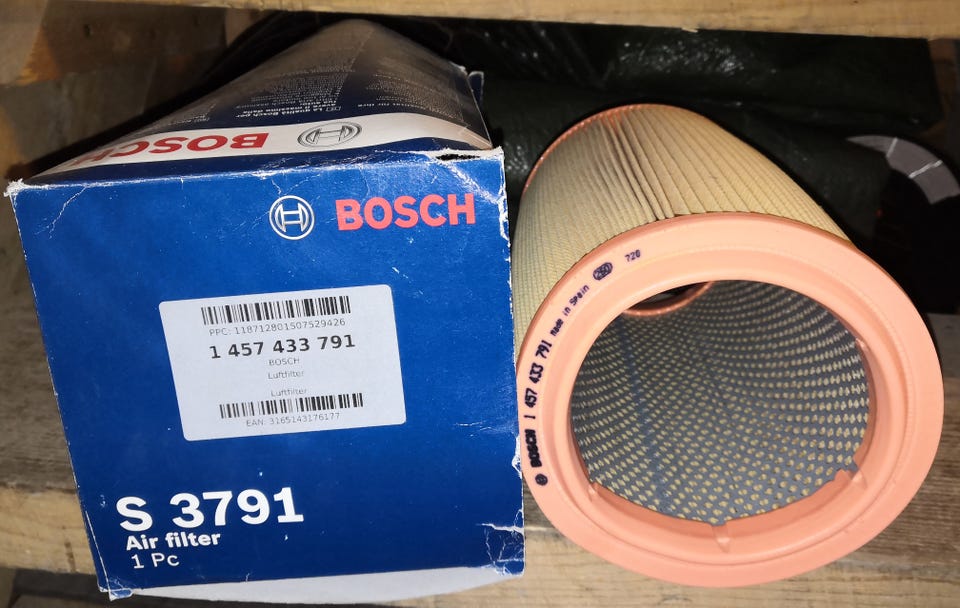 BOSCH
BOSCH
PPC: 118712801507529426
1 457 433 791
BOSCH
Luftfilter
Luftfilter
EAN: 3165143176177
S 3791
Air filter
1 Pc
BOSCH 1 457 433 791 Made in Spain 720